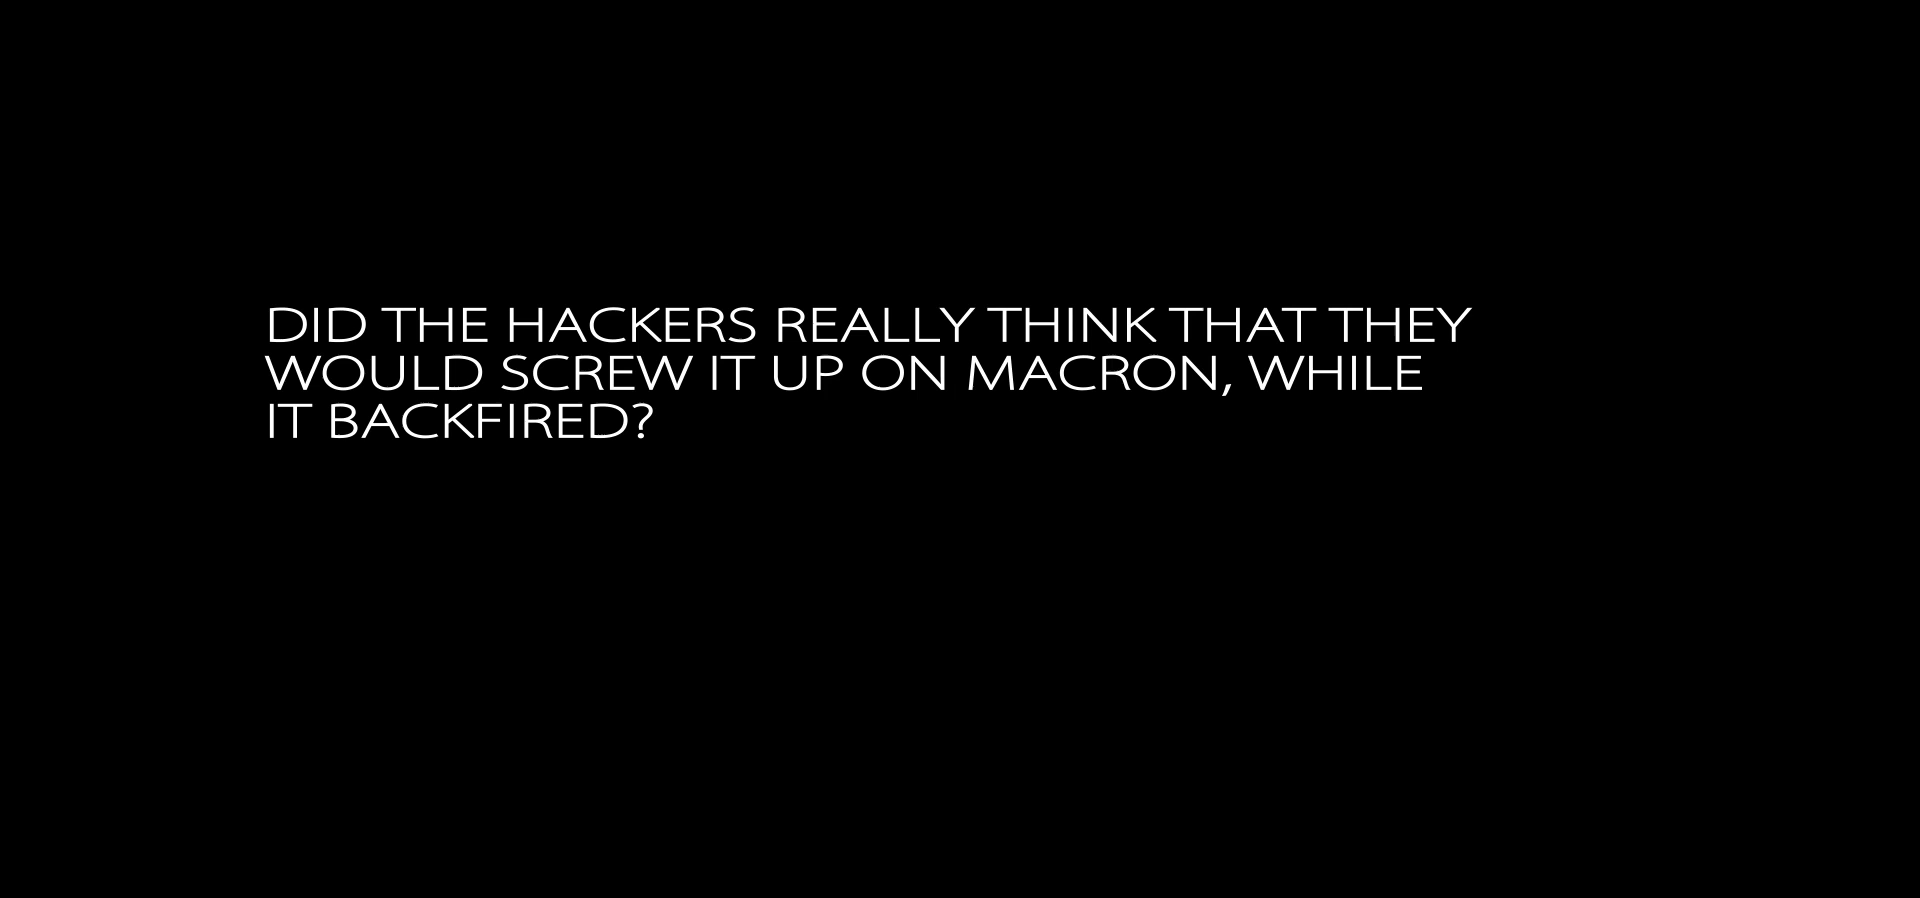 DID THE HACKERS REALLY THINK THAT THEY
WOULD SCREW IT UP ON MACRON, WHILE
IT BACKFIRED?